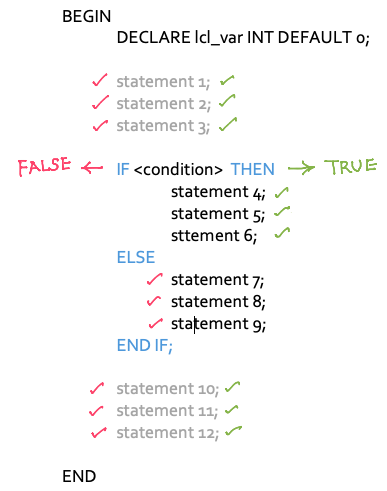 BEGIN
DECLARE lcl_var INT DEFAULT 0;
statement 1;
statement 2;
statement 3;
FALSE ← IF <condition> THEN → TRUE
statement 4;
statement 5;
sttement 6;
ELSE
statement 7;
statement 8;
statement 9;
END IF;
statement 10;
statement 11;
statement 12;
END